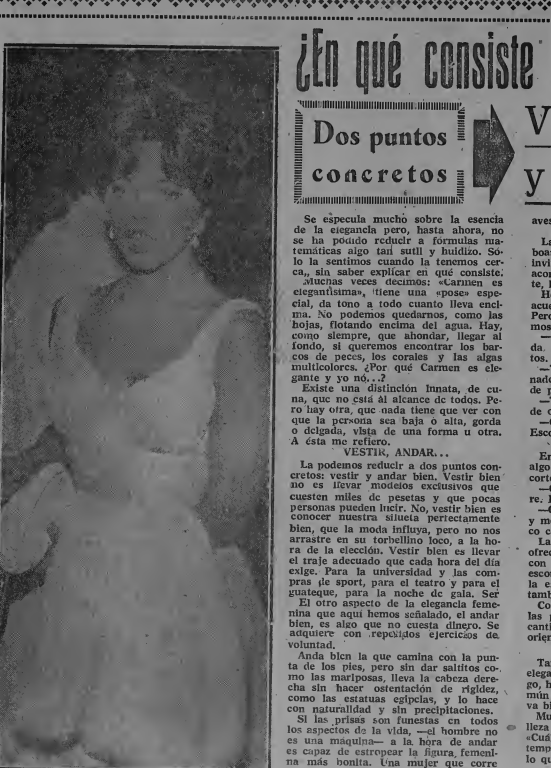 ¿En qué consiste
Dos puntos
concretos
V
y
Se especula mucho sobre la esencia
de la elegancia pero, hasta ahora, no
se ha podido reducir a fórmulas ma-
temáticas algo tan sutil y huidizo. Só-
lo la sentimos cuando la tenemos cer-
ca,, sin saber explicar en qué consiste.
Muchas veces decimos: «Carmen es
elegantísima», tiene una «pose» espe-
cial, da tono a todo cuanto lleva enci-
ma. No podemos quedarnos, como las
hojas, flotando encima del agua. Hay,
como siempre, que ahondar, llegar al
fondo, si queremos encontrar los bar-
cos de peces, los corales y las algas
multicolores. ¿Por qué Carmen es ele-
gante y yo nó...?
Existe una distinción innata, de cu-
na, que no está al alcance de todos. Pe-
ro hay otra, que nada tiene que ver con
que la persona sea baja o alta, gorda
o delgada, vista de una forma u otra.
A ésta me refiero.
VESTIR, ANDAR...
La podemos reducir a dos puntos con-
cretos: vestir y andar bien. Vestir bien
no es llevar modelos exclusivos que
cuesten miles de pesetas y que pocas
personas pueden lucir. No, vestir bien es
conocer nuestra silueta perfectamente
bien, que la moda influya, pero no nos
arrastre en su torbellino loco, a la ho-
ra de la elección. Vestir bien es llevar
el traje adecuado que cada hora del día
exige. Para la universidad y las com-
pras de sport, para el teatro y para el
guateque, para la noche de gala. Ser
El otro aspecto de la elegancia feme-
nina que aquí hemos señalado, el andar
bien, es algo que no cuesta dinero. Se
adquiere con repetidos ejercicios de
voluntad.
Anda bien la que camina con la pun-
ta de los pies, pero sin dar saltitos co-
mo las mariposas, lleva la cabeza dere-
cha sin hacer ostentación de rigidez,
como las estatuas egipcias, y lo hace
con naturalidad y sin precipitaciones.
Si las prisas son funestas en todos
los aspectos de la vida, —el hombre no
es una máquina— a la hora de andar
es capaz de estropear la figura femeni-
na más bonita. Una mujer que corre